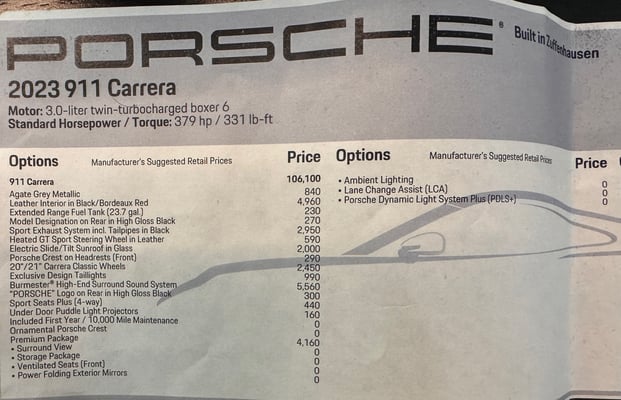 PORSCHE®
Built in Zuffenhausen
2023 911 Carrera
Motor: 3.0-liter twin-turbocharged boxer 6
Standard Horsepower / Torque: 379 hp / 331 lb-ft
Options Manufacturer's Suggested Retail Prices Price
911 Carrera 106,100
Agate Grey Metallic 840
Leather Interior in Black/Bordeaux Red 4,960
Extended Range Fuel Tank (23.7 gal.) 230
Model Designation on Rear in High Gloss Black 270
Sport Exhaust System incl. Tailpipes in Black 2,950
Heated GT Sport Steering Wheel in Leather 590
Electric Slide/Tilt Sunroof in Glass 2,000
Porsche Crest on Headrests (Front) 290
20"/21" Carrera Classic Wheels 2,450
Exclusive Design Taillights 990
Burmester® High-End Surround Sound System 5,560
"PORSCHE" Logo on Rear in High Gloss Black 300
Sport Seats Plus (4-way) 440
Under Door Puddle Light Projectors 160
Included First Year / 10,000 Mile Maintenance 0
Ornamental Porsche Crest 0
Premium Package 4,160
• Surround View 0
• Storage Package 0
• Ventilated Seats (Front) 0
• Power Folding Exterior Mirrors 0
Options Manufacturer's Suggested Retail Prices Price
• Ambient Lighting 0
• Lane Change Assist (LCA) 0
• Porsche Dynamic Light System Plus (PDLS+) 0